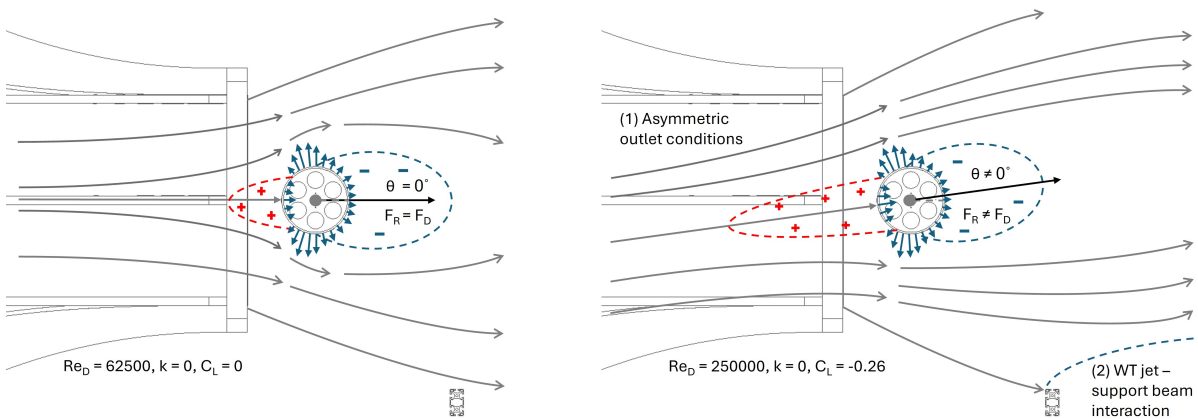 θ = 0°
F_R = F_D
Re_D = 62500, k = 0, C_L = 0
(1) Asymmetric
outlet conditions
θ ≠ 0°
F_R ≠ F_D
Re_D = 250000, k = 0, C_L = -0.26
(2) WT jet –
support beam
interaction